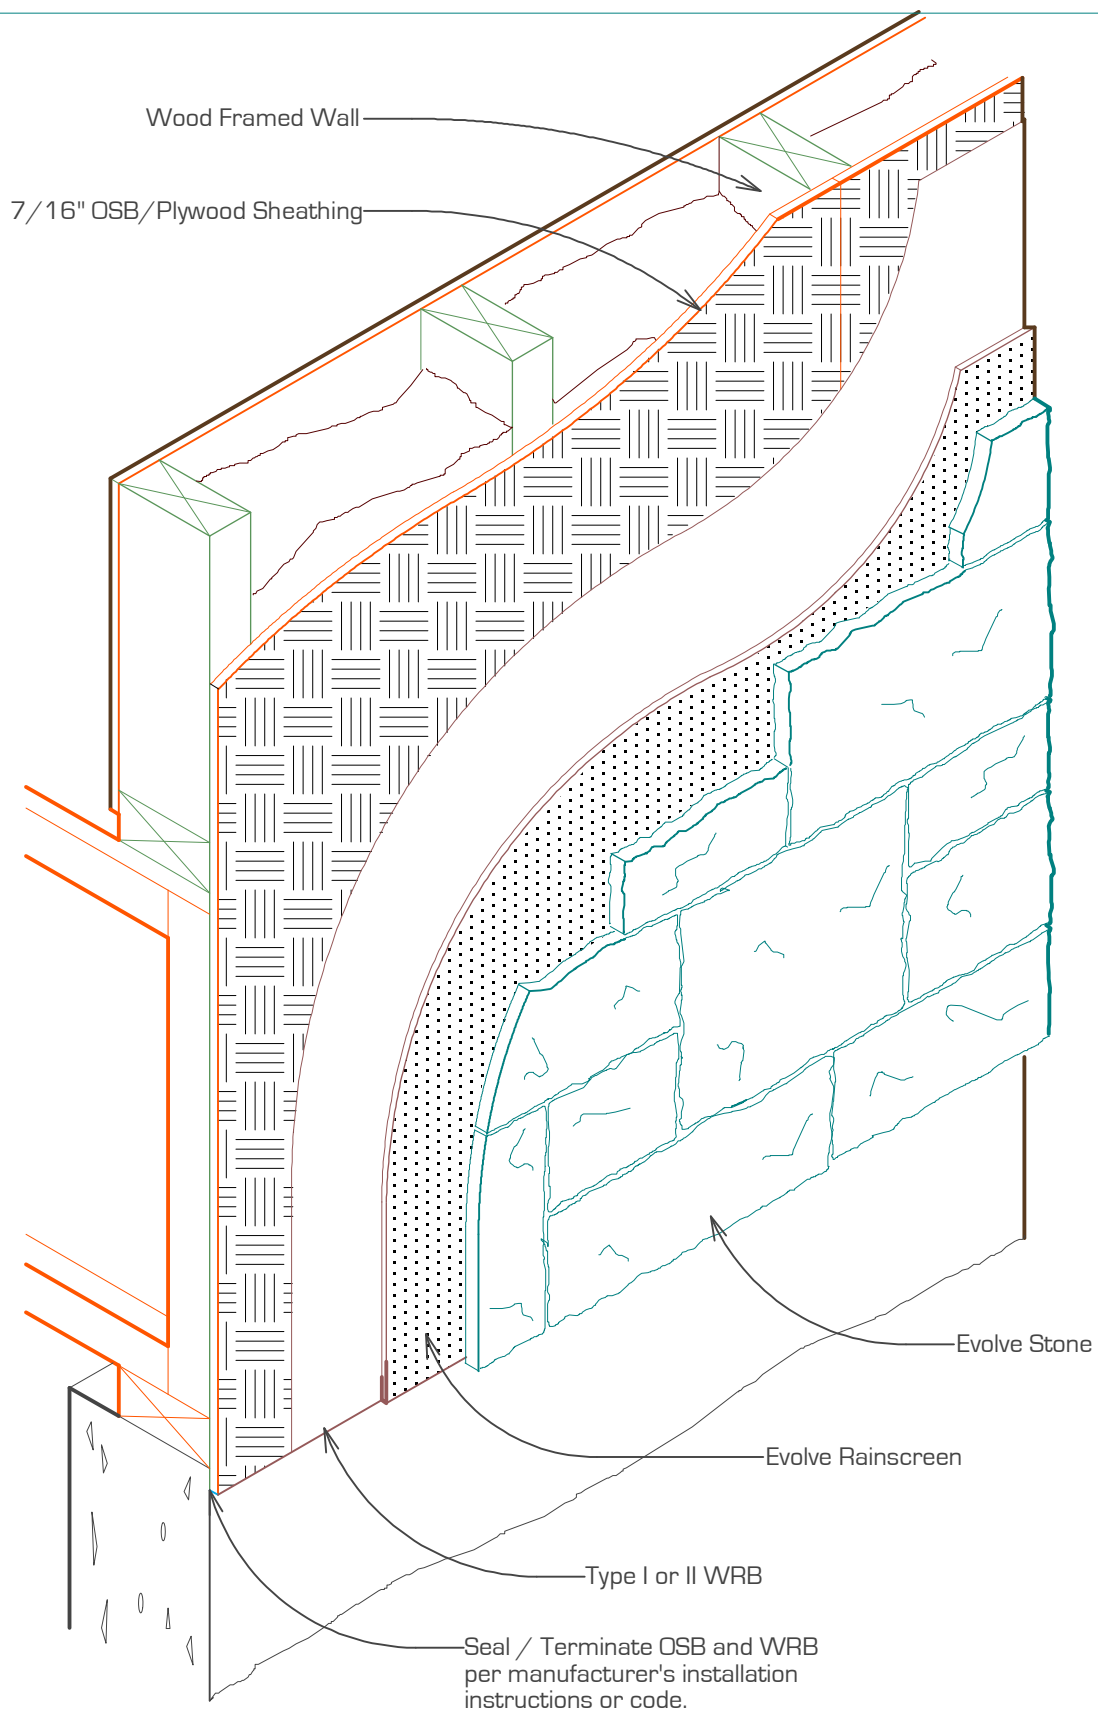 Wood Framed Wall
7/16" OSB/Plywood Sheathing
Evolve Stone
Evolve Rainscreen
Type I or II WRB
Seal / Terminate OSB and WRB
per manufacturer's installation
instructions or code.